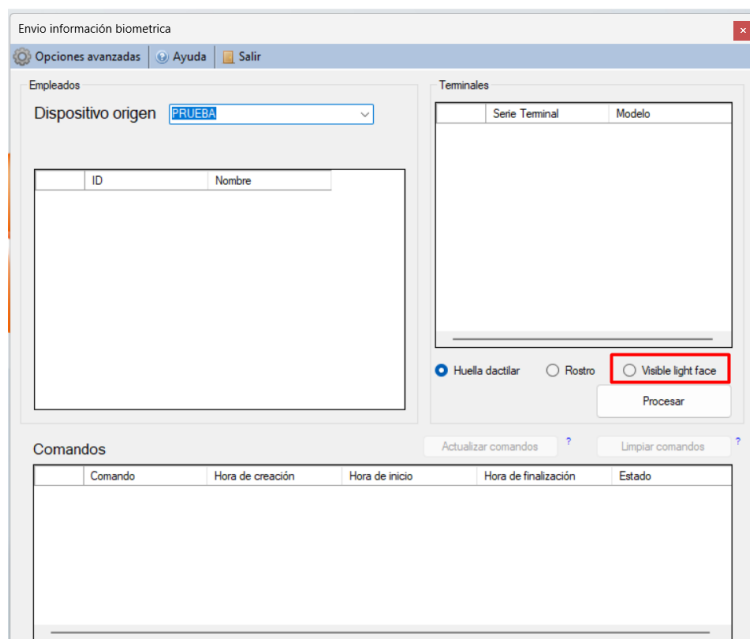 Envio información biometrica
Opciones avanzadas Ayuda Salir
Empleados
Dispositivo origen PRUEBA
ID Nombre
Terminales
Serie Terminal Modelo
Huella dactilar Rostro Visible light face
Procesar
Comandos Actualizar comandos ? Limpiar comandos ?
Comando Hora de creación Hora de inicio Hora de finalización Estado